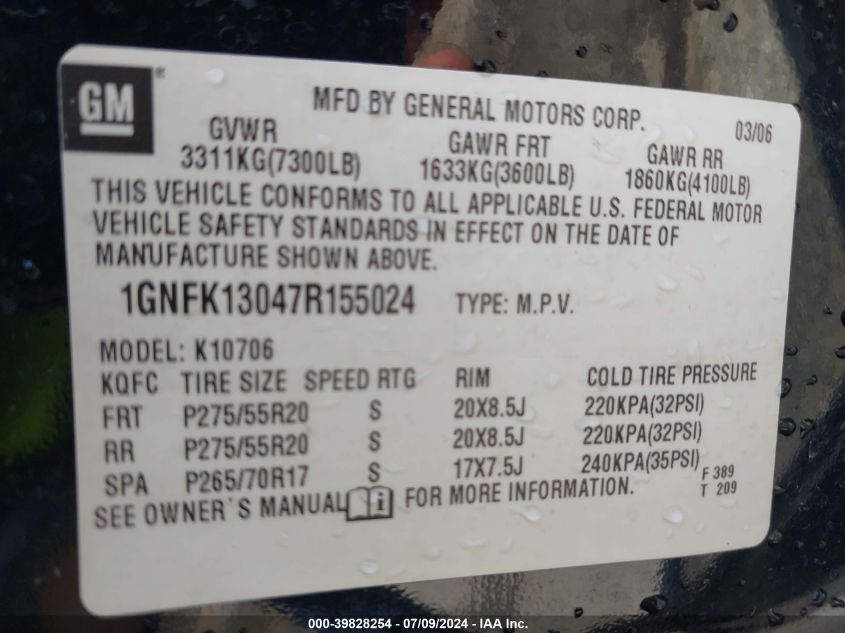 GM ®
MFD BY GENERAL MOTORS CORP. 03/06
GVWR GAWR FRT GAWR RR
3311KG(7300LB) 1633KG(3600LB) 1860KG(4100LB)
THIS VEHICLE CONFORMS TO ALL APPLICABLE U.S. FEDERAL MOTOR
VEHICLE SAFETY STANDARDS IN EFFECT ON THE DATE OF
MANUFACTURE SHOWN ABOVE.
1GNFK13047R155024 TYPE: M.P.V.
MODEL: K10706
KQFC TIRE SIZE SPEED RTG RIM COLD TIRE PRESSURE
FRT P275/55R20 S 20X8.5J 220KPA(32PSI)
RR P275/55R20 S 20X8.5J 220KPA(32PSI)
SPA P265/70R17 S 17X7.5J 240KPA(35PSI)
F 389
T 209
SEE OWNER'S MANUAL i FOR MORE INFORMATION.
000-39828254 - 07/09/2024 - IAA Inc.